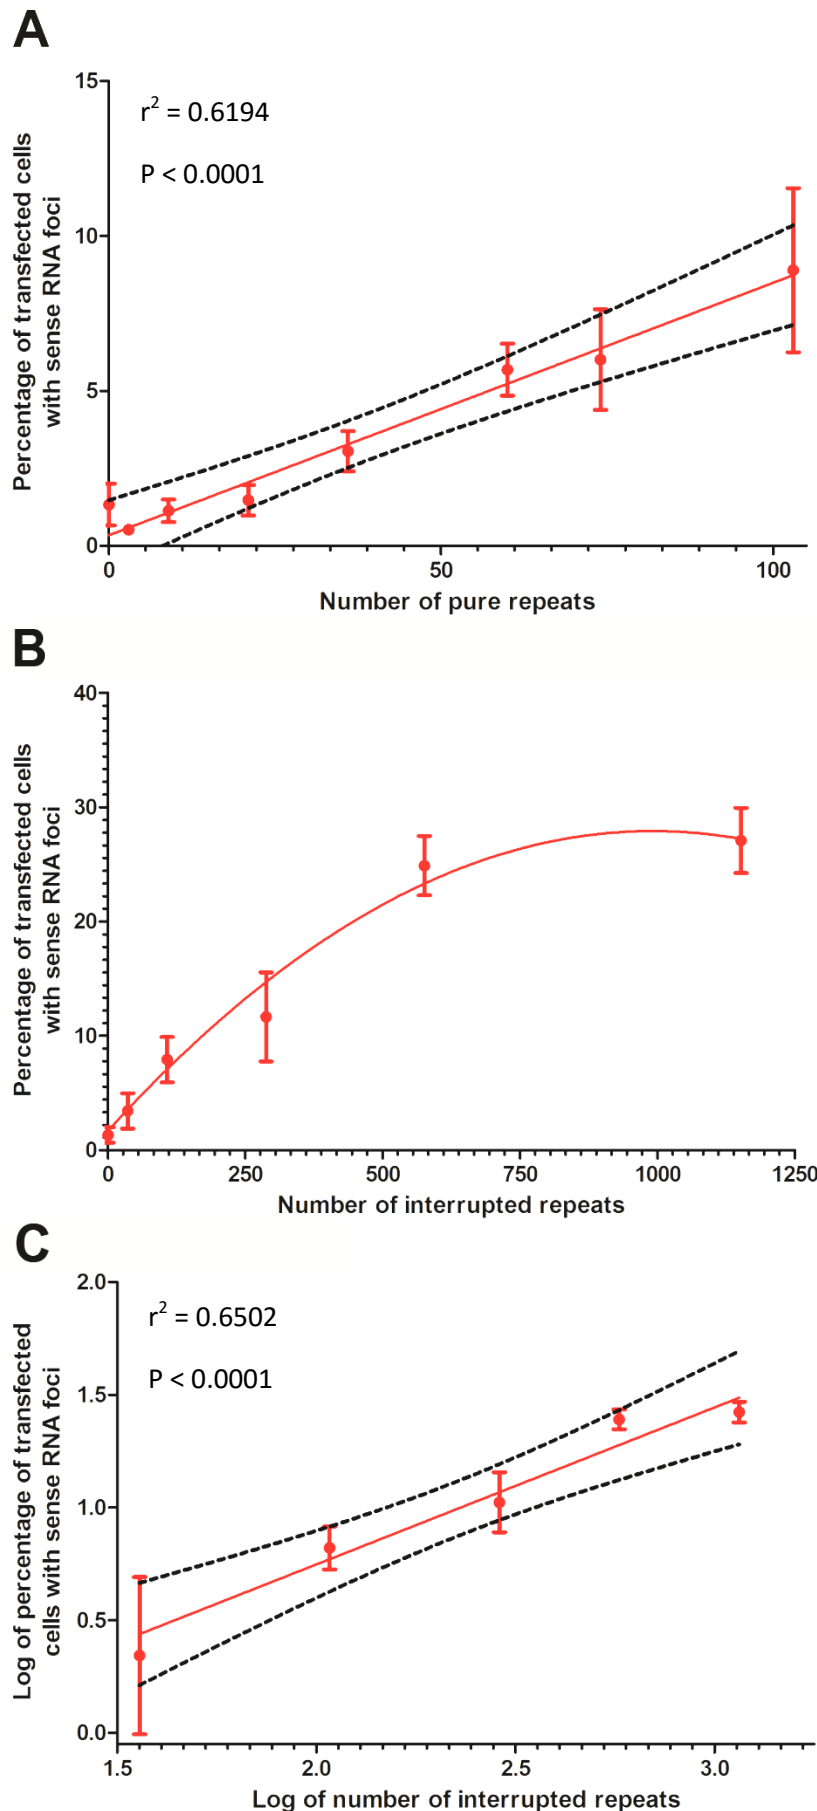 A
Percentage of transfected cells
with sense RNA foci
15
10
5
0
r² = 0.6194
P < 0.0001
0 50 100
Number of pure repeats
B
Percentage of transfected cells
with sense RNA foci
40
30
20
10
0
0 250 500 750 1000 1250
Number of interrupted repeats
C
Log of percentage of transfected
cells with sense RNA foci
2.0
1.5
1.0
0.5
0.0
r² = 0.6502
P < 0.0001
1.5 2.0 2.5 3.0
Log of number of interrupted repeats